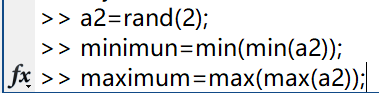 >> a2=rand(2);
>> minimun=min(min(a2));
fx >> maximum=max(max(a2));